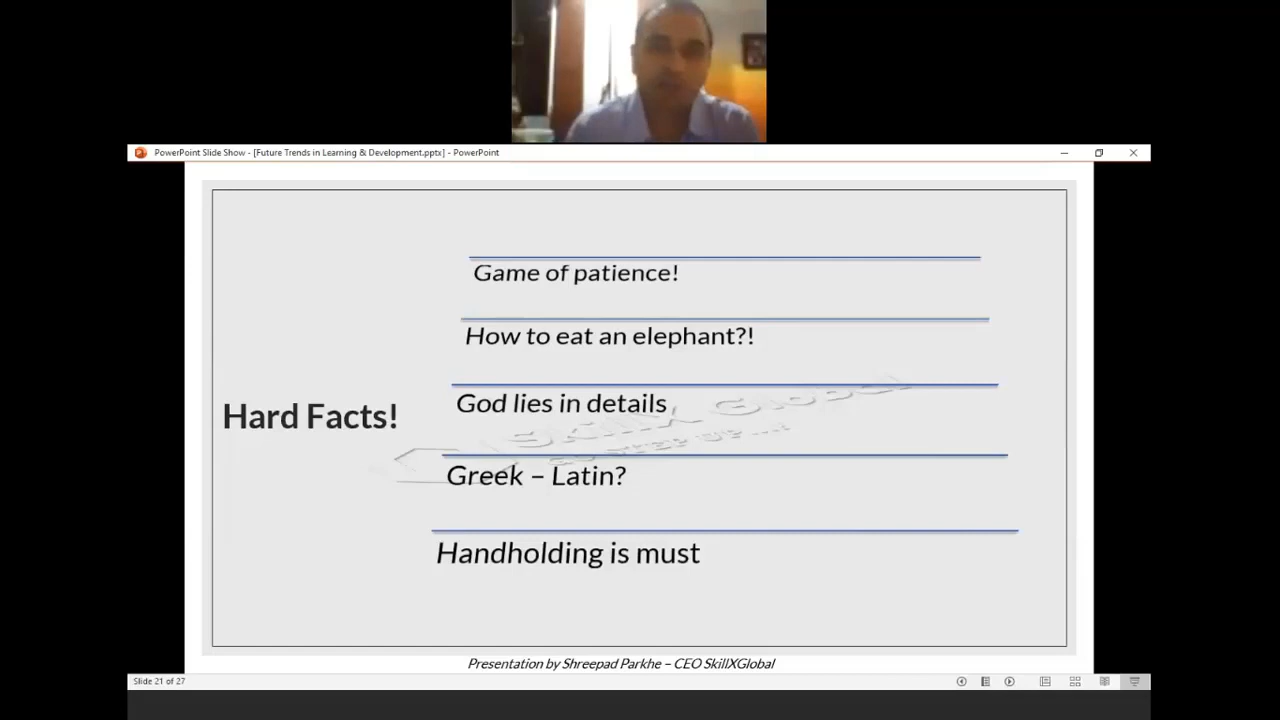 PowerPoint Slide Show - [Future Trends in Learning & Development.pptx] - PowerPoint
Game of patience!
How to eat an elephant?!
God lies in details
Hard Facts!
SkillX Global
Greek – Latin?
Handholding is must
Presentation by Shreepad Parkhe – CEO SkillXGlobal
Slide 21 of 27